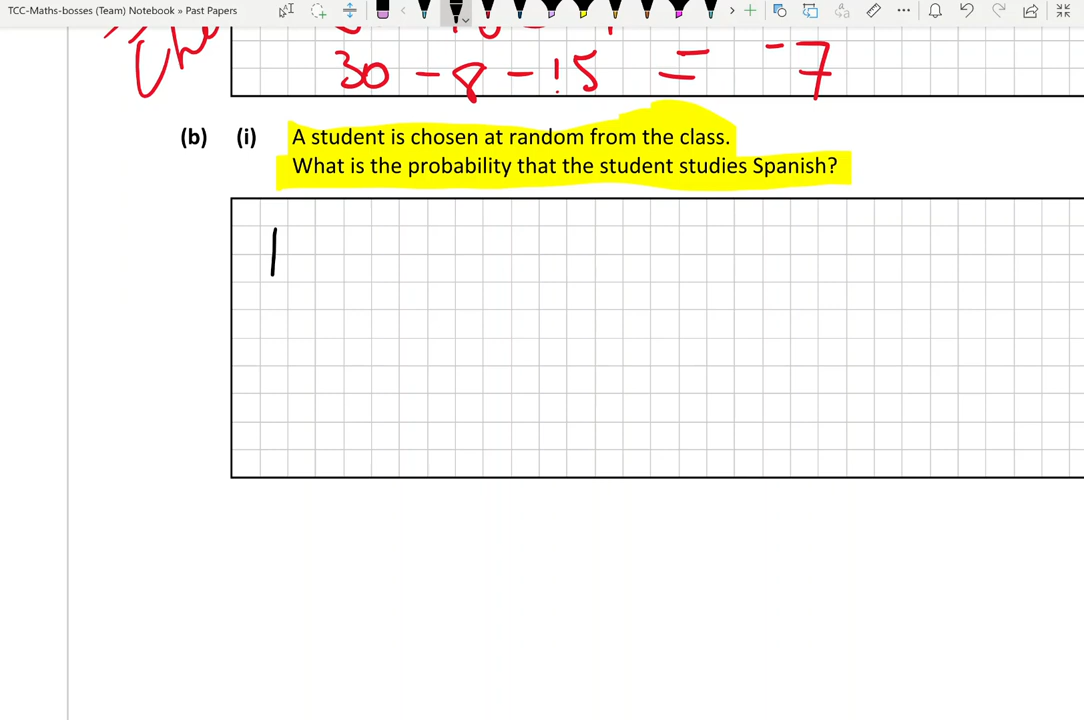 TCC-Maths-bosses (Team) Notebook » Past Papers
30 - 8 - 15 = -7
(b) (i) A student is chosen at random from the class.
What is the probability that the student studies Spanish?